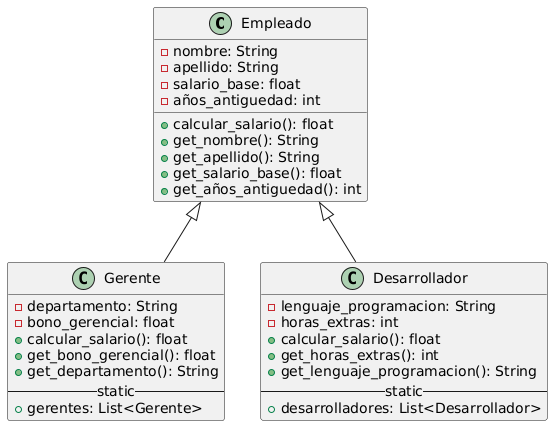 C Empleado
nombre: String
apellido: String
salario_base: float
años_antiguedad: int
calcular_salario(): float
get_nombre(): String
get_apellido(): String
get_salario_base(): float
get_años_antiguedad(): int
C Gerente
departamento: String
bono_gerencial: float
calcular_salario(): float
get_bono_gerencial(): float
get_departamento(): String
static
gerentes: List<Gerente>
C Desarrollador
lenguaje_programacion: String
horas_extras: int
calcular_salario(): float
get_horas_extras(): int
get_lenguaje_programacion(): String
static
desarrolladores: List<Desarrollador>